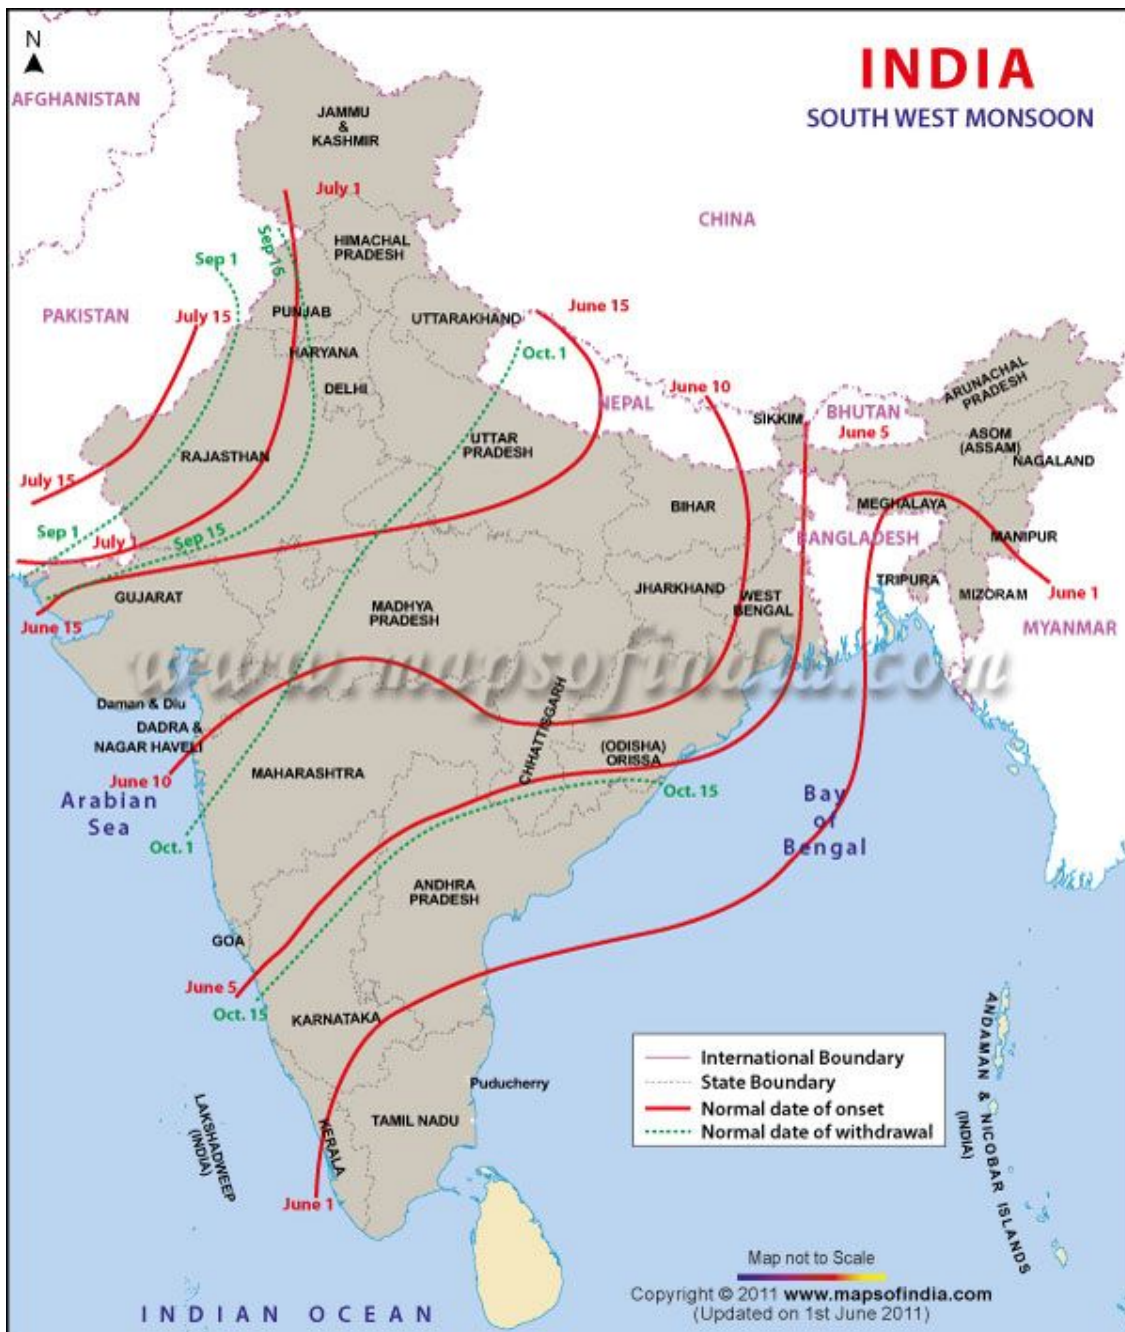 N
INDIA
SOUTH WEST MONSOON
AFGHANISTAN
JAMMU
&
KASHMIR
July 1
CHINA
HIMACHAL
PRADESH
Sep 1
Sep 15
PAKISTAN
July 15
PUNJAB
UTTARAKHAND
June 15
HARYANA
Oct. 1
DELHI
NEPAL
June 10
SIKKIM
BHUTAN
June 5
ARUNACHAL
PRADESH
ASOM
(ASSAM)
NAGALAND
RAJASTHAN
UTTAR
PRADESH
July 15
BIHAR
MEGHALAYA
Sep 1
July 1
Sep 15
BANGLADESH
MANIPUR
GUJARAT
MADHYA
PRADESH
JHARKHAND
WEST
BENGAL
TRIPURA
MIZORAM
June 1
June 15
MYANMAR
www.mapsofindia.com
Daman & Diu
DADRA &
NAGAR HAVELI
CHHATTISGARH
(ODISHA)
ORISSA
June 10
MAHARASHTRA
Oct. 15
Arabian
Sea
Bay
of
Bengal
Oct. 1
ANDHRA
PRADESH
GOA
June 5
Oct. 15
KARNATAKA
Puducherry
TAMIL NADU
KERALA
LAKSHADWEEP
(INDIA)
June 1
ANDAMAN & NICOBAR ISLANDS
(INDIA)
International Boundary
State Boundary
Normal date of onset
Normal date of withdrawal
Map not to Scale
Copyright © 2011 www.mapsofindia.com
(Updated on 1st June 2011)
INDIAN OCEAN